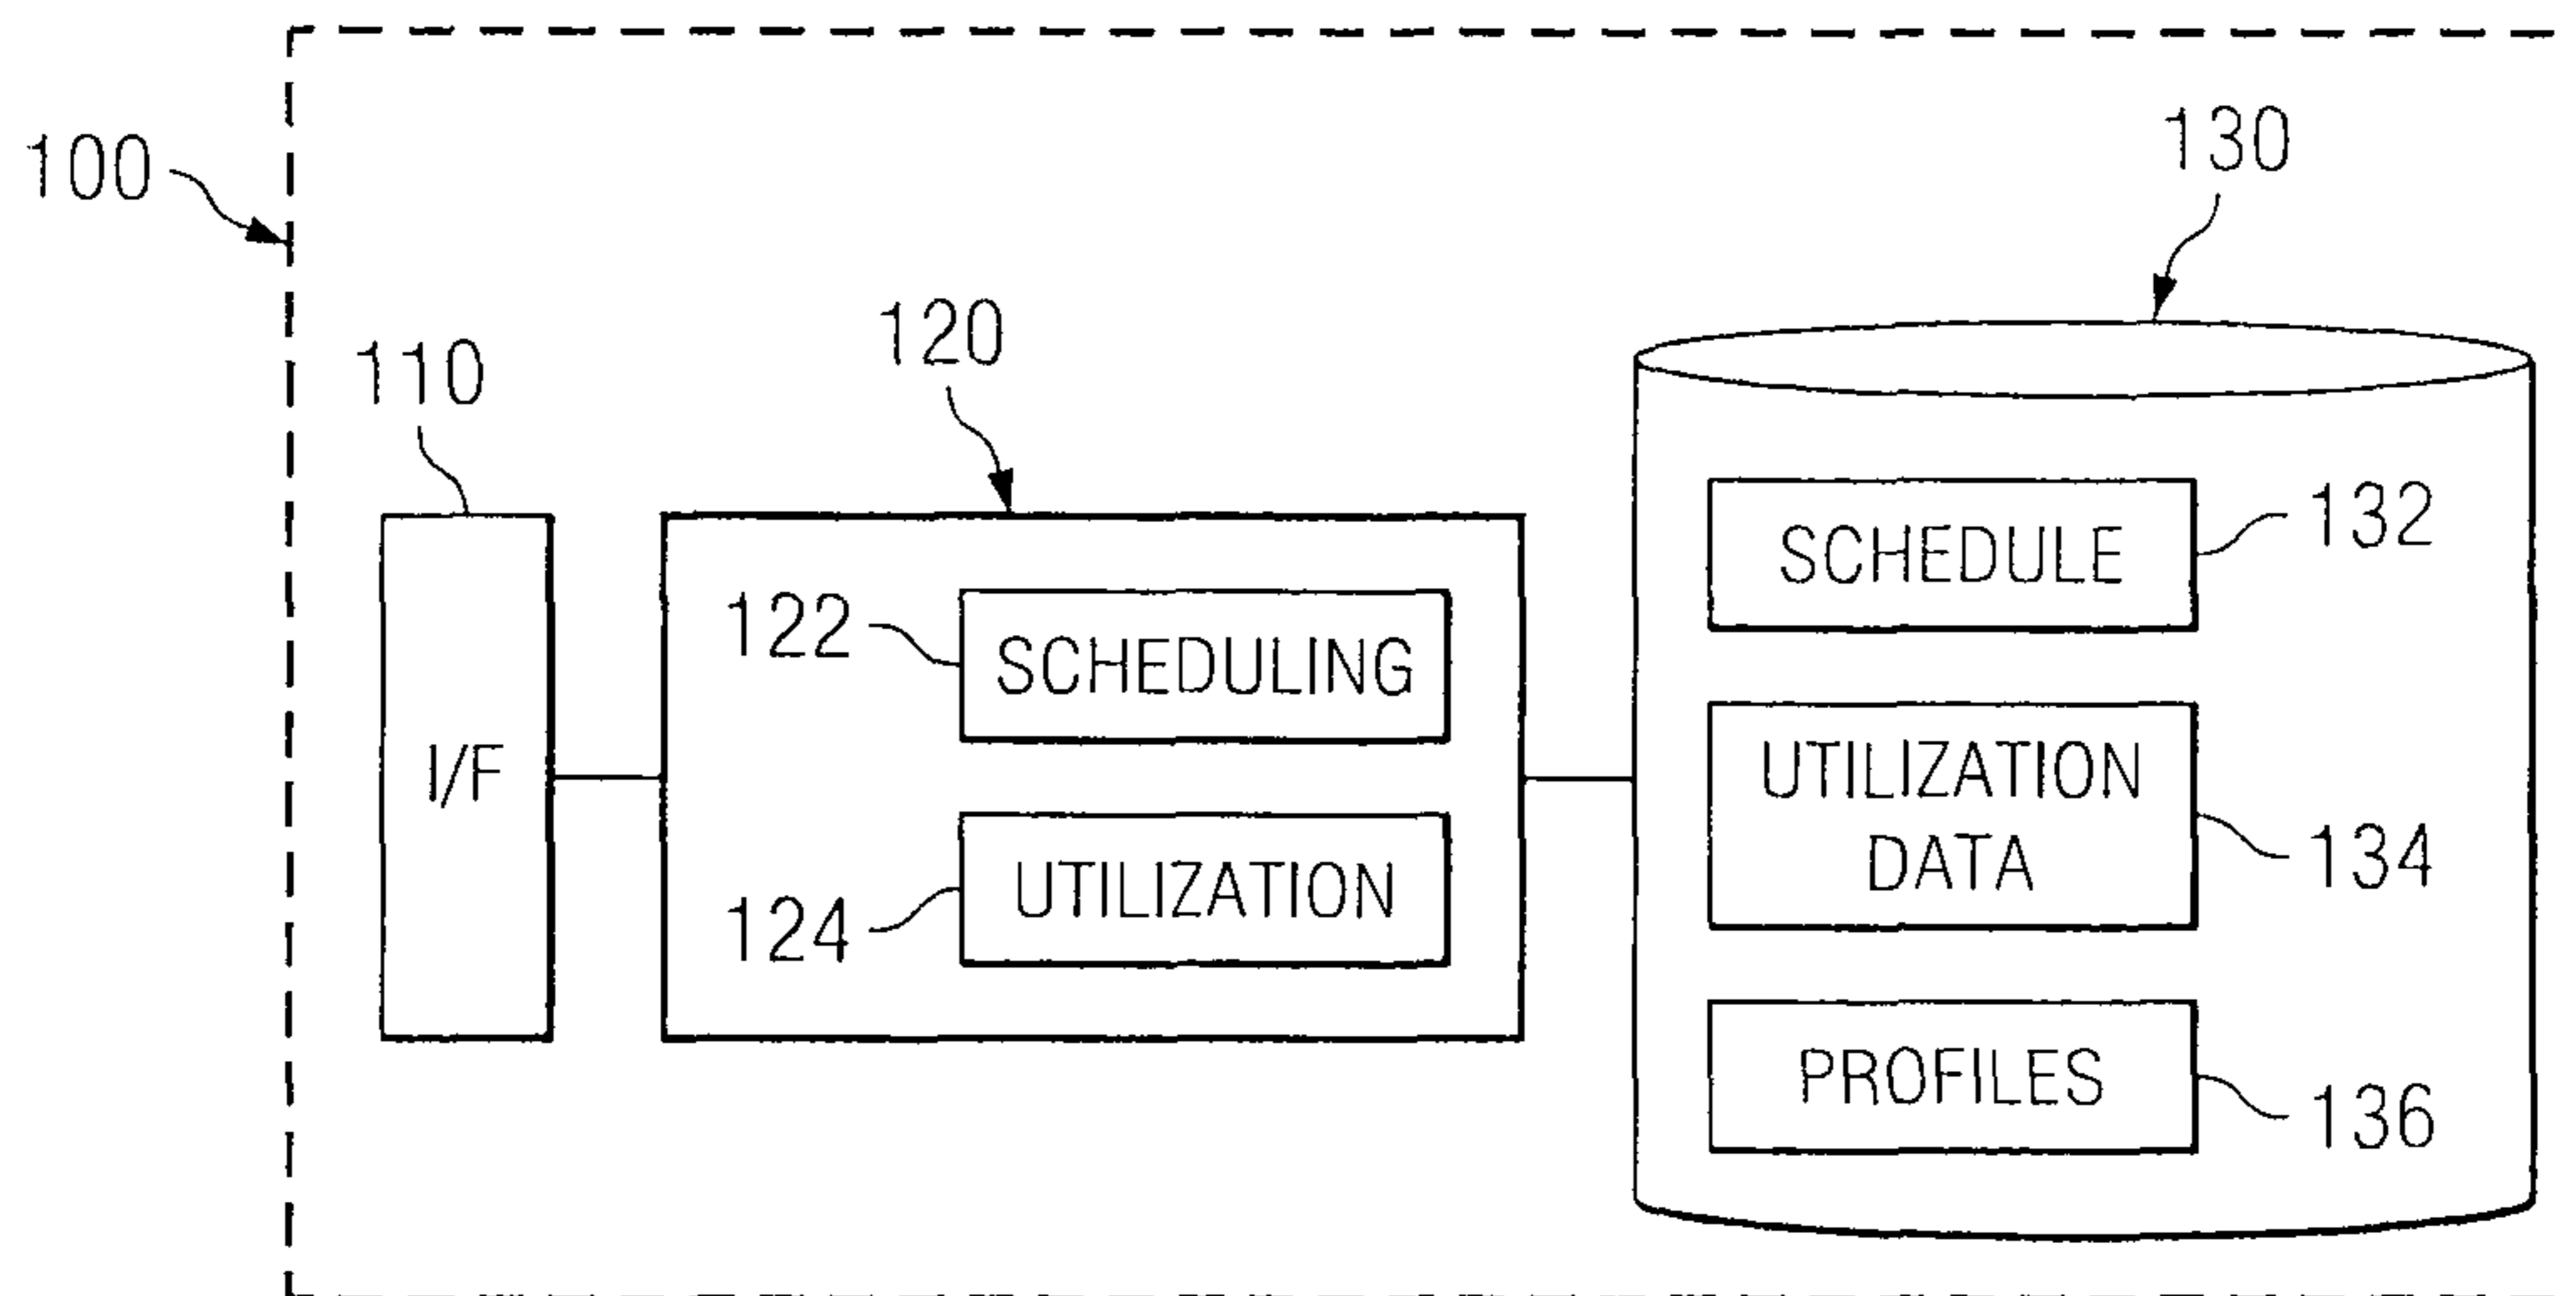 100
130
110
120
SCHEDULE
132
122
SCHEDULING
I/F
UTILIZATION
DATA
134
124
UTILIZATION
PROFILES
136